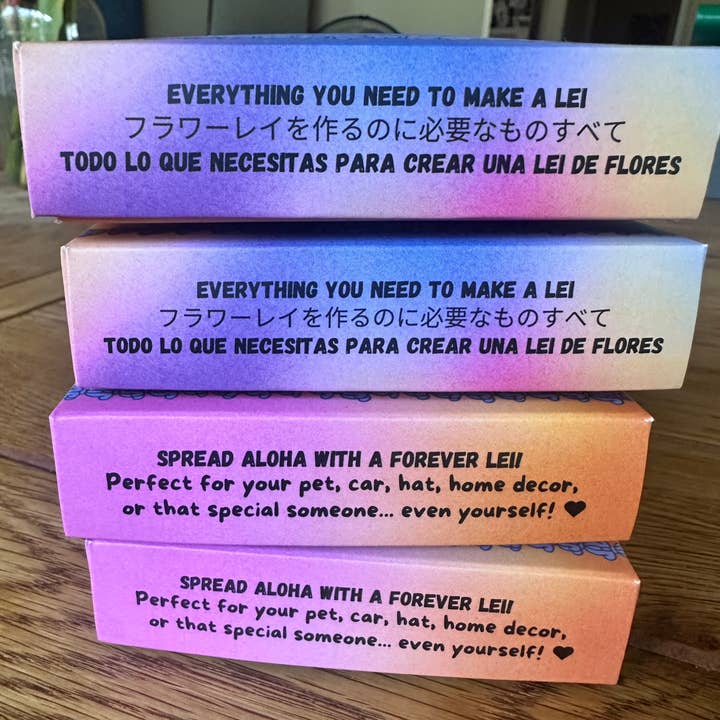 EVERYTHING YOU NEED TO MAKE A LEI
フラワーレイを作るのに必要なものすべて
TODO LO QUE NECESITAS PARA CREAR UNA LEI DE FLORES
EVERYTHING YOU NEED TO MAKE A LEI
フラワーレイを作るのに必要なものすべて
TODO LO QUE NECESITAS PARA CREAR UNA LEI DE FLORES
SPREAD ALOHA WITH A FOREVER LEI!
Perfect for your pet, car, hat, home decor,
or that special someone... even yourself! ♥
SPREAD ALOHA WITH A FOREVER LEI!
Perfect for your pet, car, hat, home decor,
or that special someone... even yourself! ♥